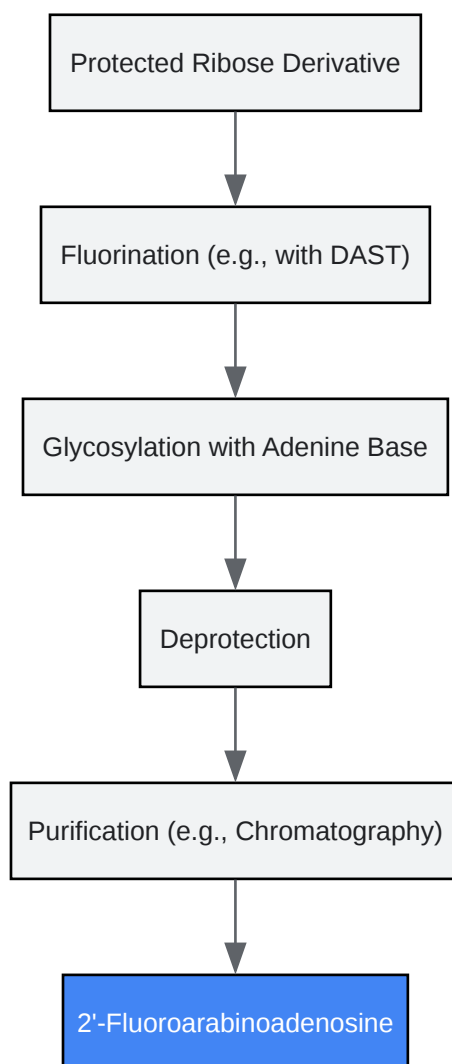 Protected Ribose Derivative
Fluorination (e.g., with DAST)
Glycosylation with Adenine Base
Deprotection
Purification (e.g., Chromatography)
2'-Fluoroarabinoadenosine